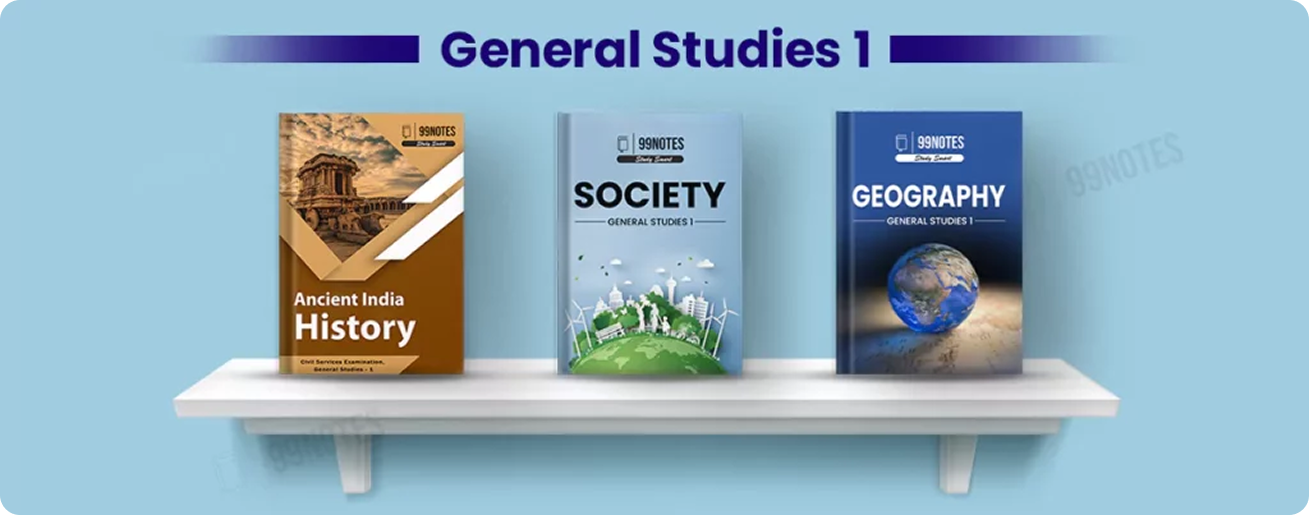 General Studies 1
99NOTES
Study Smart
Ancient India
History
Civil Services Examination,
General Studies - 1
99NOTES
Study Smart
SOCIETY
GENERAL STUDIES 1
99NOTES
Study Smart
GEOGRAPHY
GENERAL STUDIES 1
99NOTES
99NOTES